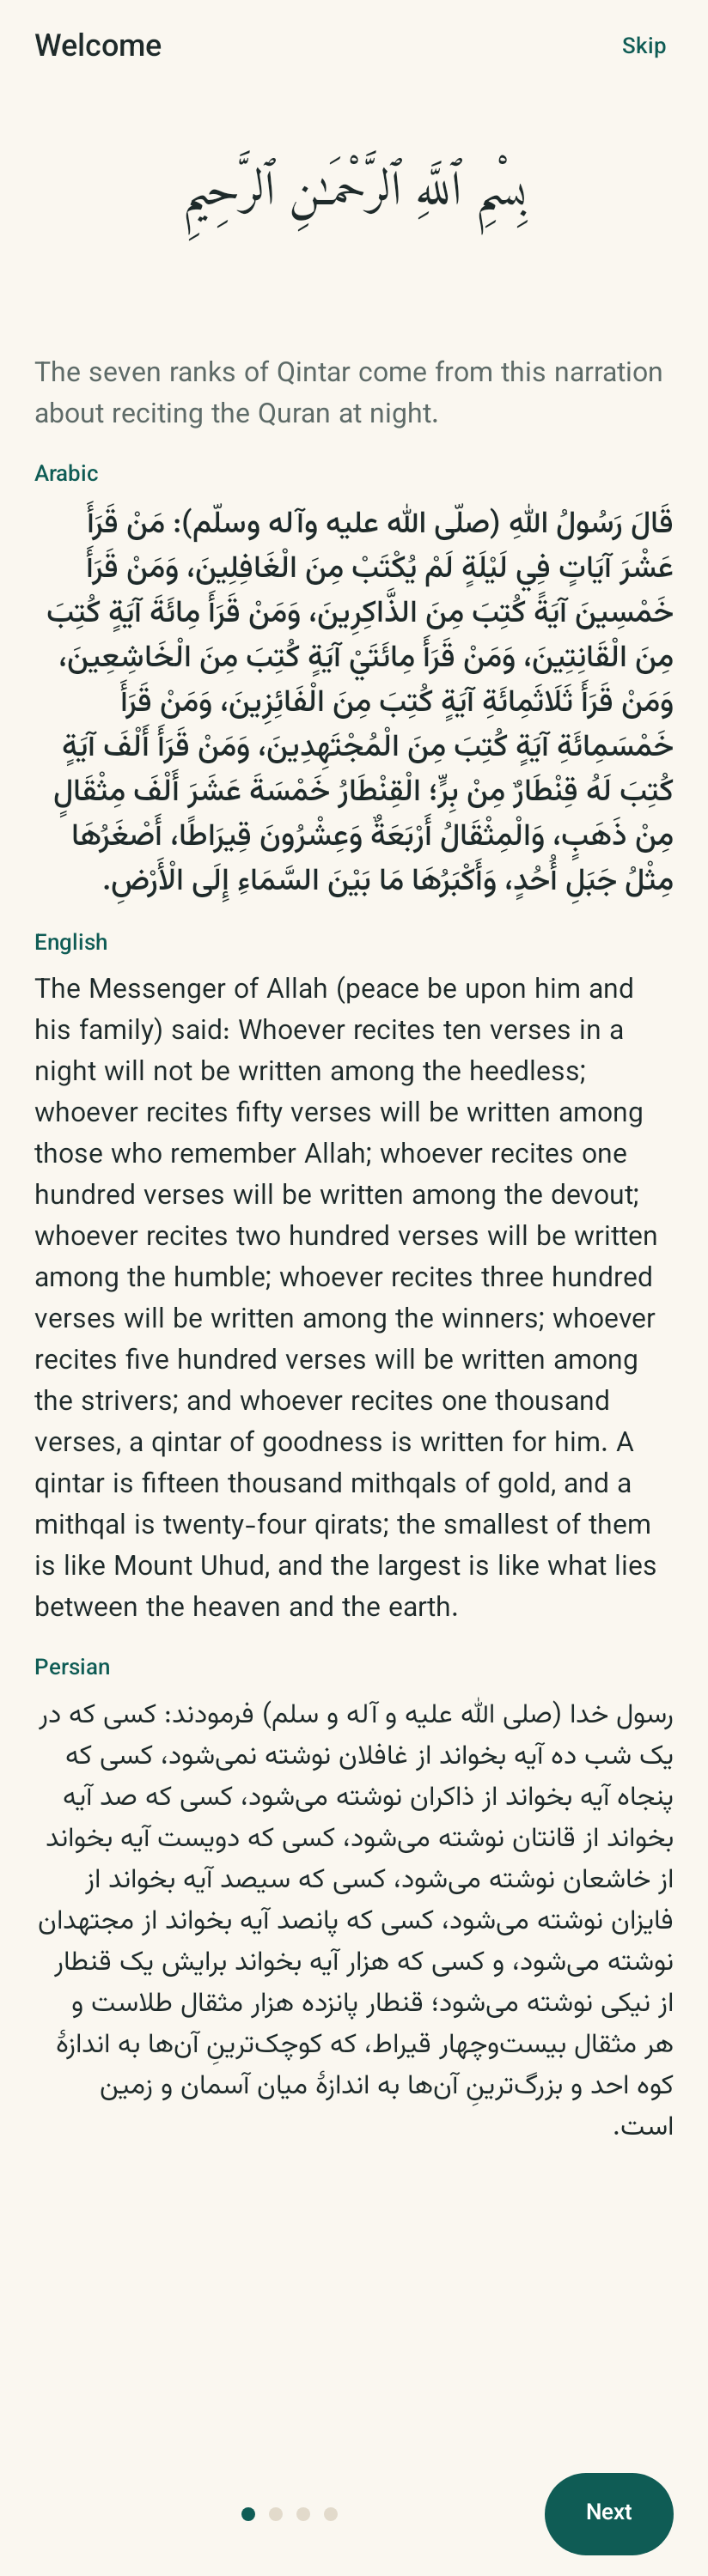 Welcome
Skip
بِسْمِ ٱللَّهِ ٱلرَّحْمَـٰنِ ٱلرَّحِيمِ
The seven ranks of Qintar come from this narration
about reciting the Quran at night.
Arabic
قَالَ رَسُولُ اللهِ (صلّى الله عليه وآله وسلّم): مَنْ قَرَأَ
عَشْرَ آيَاتٍ فِي لَيْلَةٍ لَمْ يُكْتَبْ مِنَ الْغَافِلِينَ، وَمَنْ قَرَأَ
خَمْسِينَ آيَةً كُتِبَ مِنَ الذَّاكِرِينَ، وَمَنْ قَرَأَ مِائَةَ آيَةٍ كُتِبَ
مِنَ الْقَانِتِينَ، وَمَنْ قَرَأَ مِائَتَيْ آيَةٍ كُتِبَ مِنَ الْخَاشِعِينَ،
وَمَنْ قَرَأَ ثَلَاثَمِائَةِ آيَةٍ كُتِبَ مِنَ الْفَائِزِينَ، وَمَنْ قَرَأَ
خَمْسَمِائَةِ آيَةٍ كُتِبَ مِنَ الْمُجْتَهِدِينَ، وَمَنْ قَرَأَ أَلْفَ آيَةٍ
كُتِبَ لَهُ قِنْطَارٌ مِنْ بِرٍّ؛ الْقِنْطَارُ خَمْسَةَ عَشَرَ أَلْفَ مِثْقَالٍ
مِنْ ذَهَبٍ، وَالْمِثْقَالُ أَرْبَعَةٌ وَعِشْرُونَ قِيرَاطًا، أَصْغَرُهَا
مِثْلُ جَبَلِ أُحُدٍ، وَأَكْبَرُهَا مَا بَيْنَ السَّمَاءِ إِلَى الْأَرْضِ.
English
The Messenger of Allah (peace be upon him and
his family) said: Whoever recites ten verses in a
night will not be written among the heedless;
whoever recites fifty verses will be written among
those who remember Allah; whoever recites one
hundred verses will be written among the devout;
whoever recites two hundred verses will be written
among the humble; whoever recites three hundred
verses will be written among the winners; whoever
recites five hundred verses will be written among
the strivers; and whoever recites one thousand
verses, a qintar of goodness is written for him. A
qintar is fifteen thousand mithqals of gold, and a
mithqal is twenty-four qirats; the smallest of them
is like Mount Uhud, and the largest is like what lies
between the heaven and the earth.
Persian
رسول خدا (صلی الله علیه و آله و سلم) فرمودند: کسی که در
یک شب ده آیه بخواند از غافلان نوشته نمی‌شود، کسی که
پنجاه آیه بخواند از ذاکران نوشته می‌شود، کسی که صد آیه
بخواند از قانتان نوشته می‌شود، کسی که دویست آیه بخواند
از خاشعان نوشته می‌شود، کسی که سیصد آیه بخواند از
فایزان نوشته می‌شود، کسی که پانصد آیه بخواند از مجتهدان
نوشته می‌شود، و کسی که هزار آیه بخواند برایش یک قنطار
از نیکی نوشته می‌شود؛ قنطار پانزده هزار مثقال طلاست و
هر مثقال بیست‌وچهار قیراط، که کوچک‌ترینِ آن‌ها به اندازهٔ
کوه احد و بزرگ‌ترینِ آن‌ها به اندازهٔ میان آسمان و زمین
است.
Next